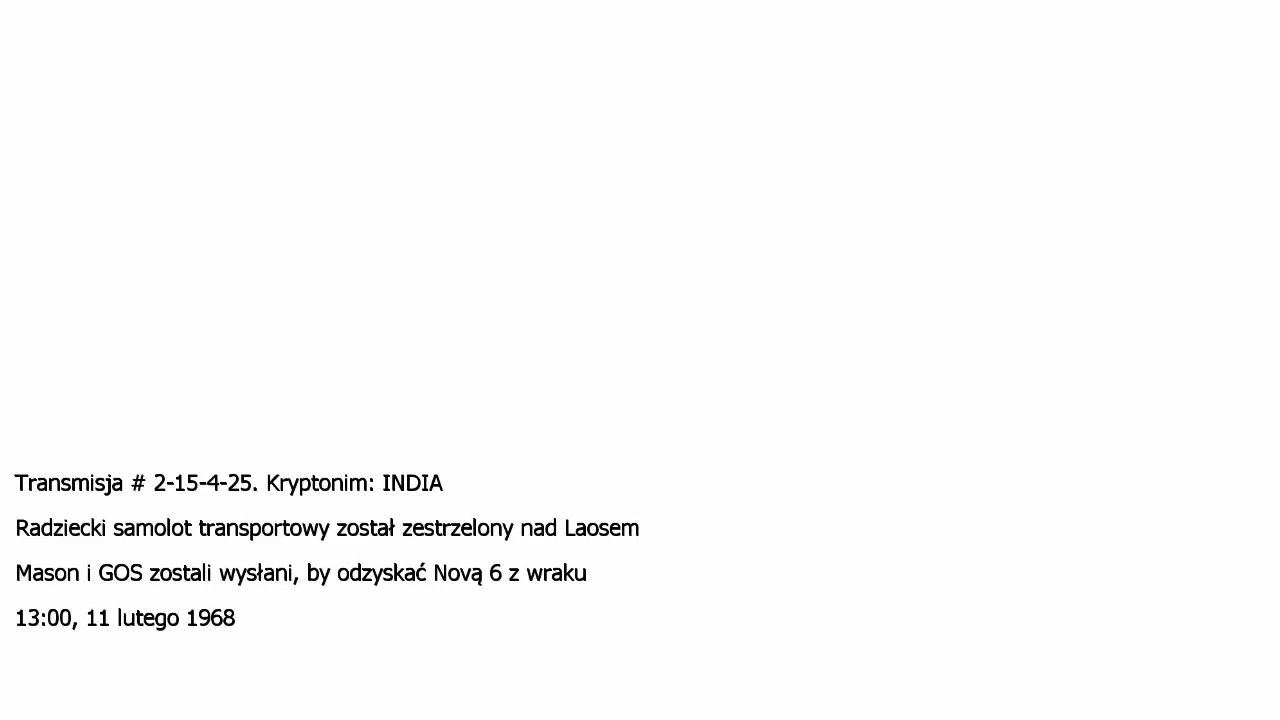 Transmisja # 2-15-4-25. Kryptonim: INDIA
Radziecki samolot transportowy został zestrzelony nad Laosem
Mason i GOS zostali wysłani, by odzyskać Novą 6 z wraku
13:00, 11 lutego 1968